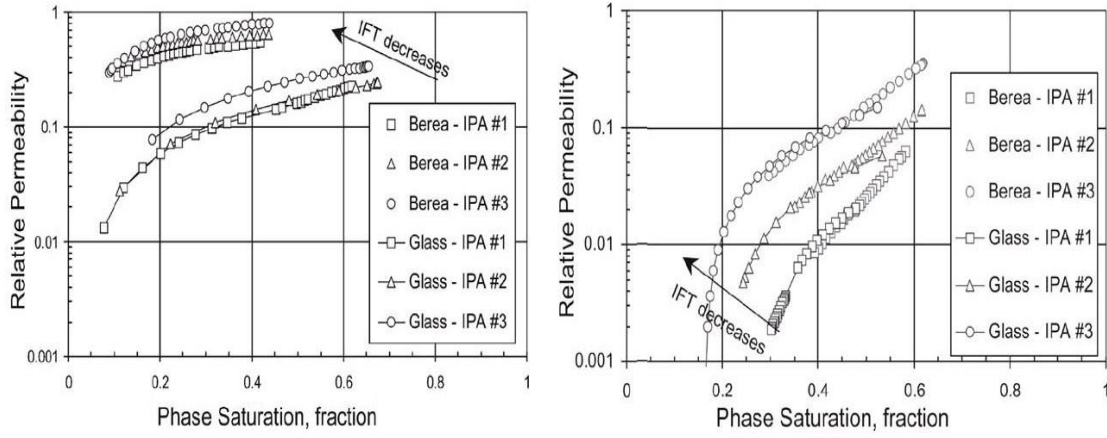 1
0.1
0.01
0.001
Relative Permeability
0
0.2
0.4
0.6
0.8
1
Phase Saturation, fraction
IFT decreases
Berea - IPA #1
Berea - IPA #2
Berea - IPA #3
Glass - IPA #1
Glass - IPA #2
Glass - IPA #3
1
0.1
0.01
0.001
Relative Permeability
0
0.2
0.4
0.6
0.8
1
Phase Saturation, fraction
IFT decreases
Berea - IPA #1
Berea - IPA #2
Berea - IPA #3
Glass - IPA #1
Glass - IPA #2
Glass - IPA #3